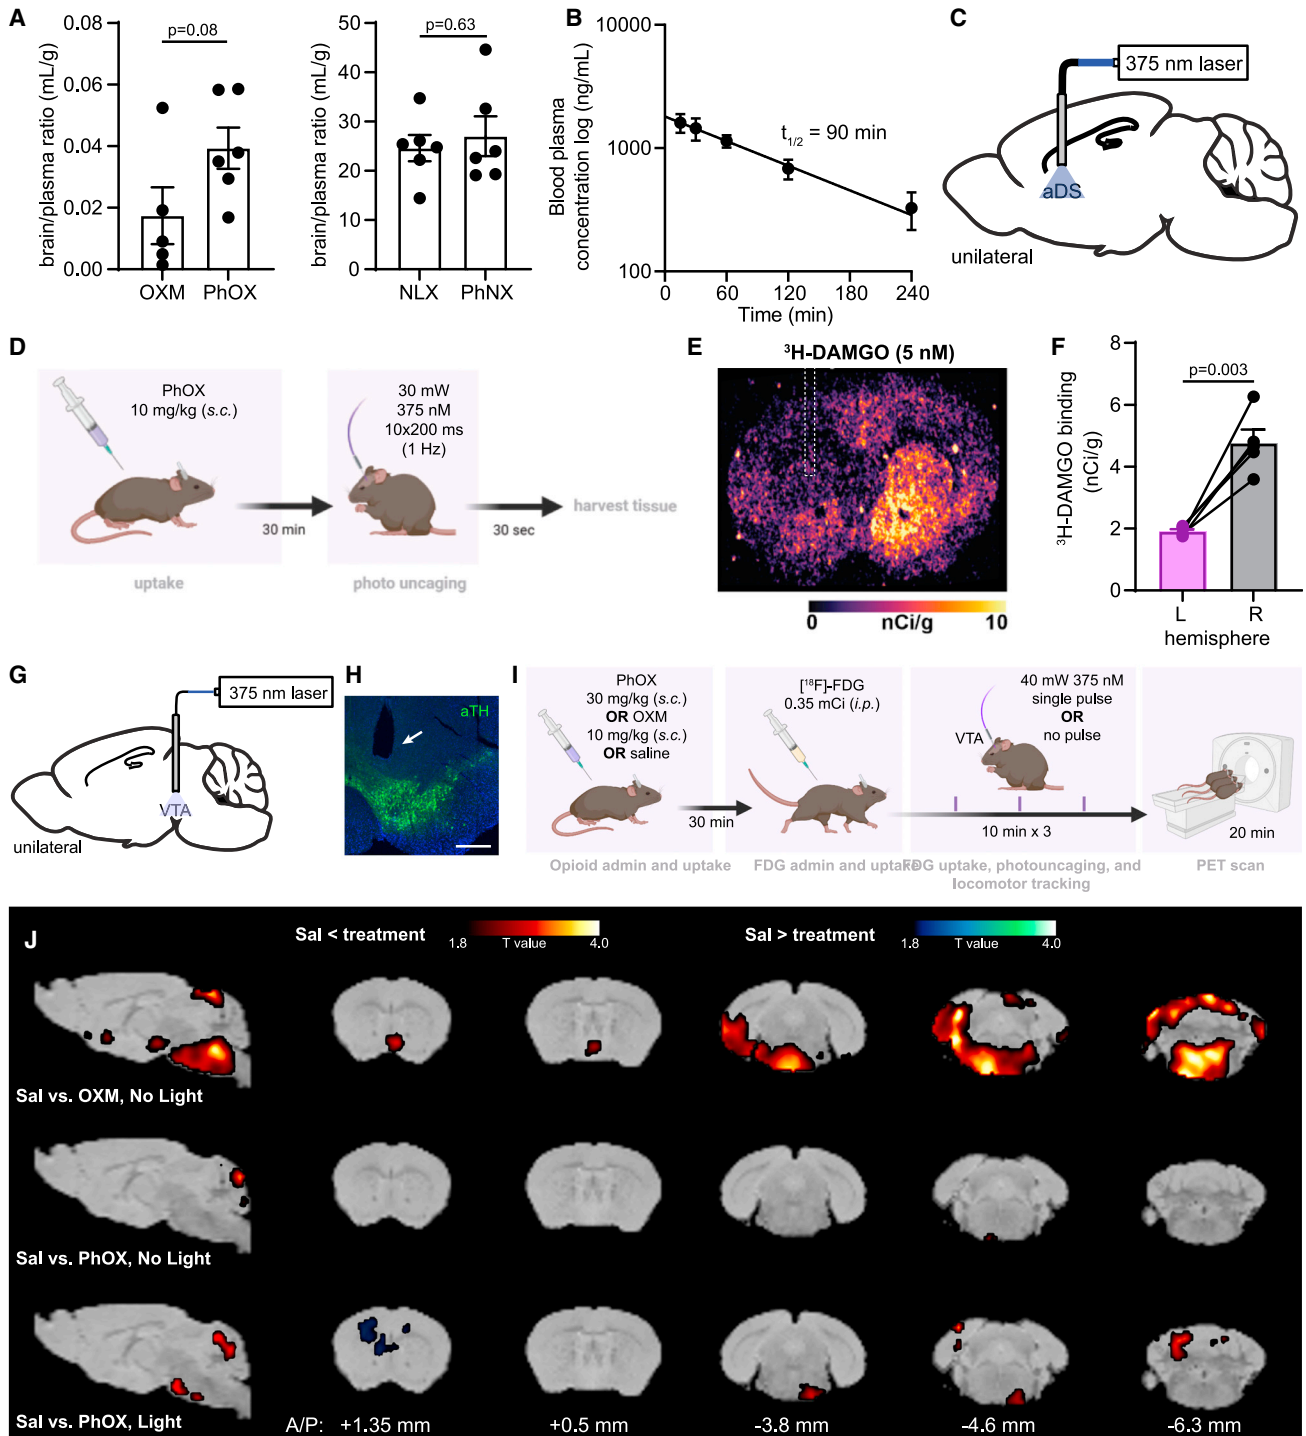 A
0.08
0.06
0.04
0.02
0.00
brain/plasma ratio (mL/g)
p=0.08
OXM
PhOX
50
40
30
20
10
0
brain/plasma ratio (mL/g)
p=0.63
NLX
PhNX
B
10000
1000
100
Blood plasma
concentration log (ng/mL)
t1/2 = 90 min
0
60
120
180
240
Time (min)
C
375 nm laser
aDS
unilateral
D
PhOX
10 mg/kg (s.c.)
30 min
uptake
30 mW
375 nM
10x200 ms
(1 Hz)
30 sec
photo uncaging
harvest tissue
E
³H-DAMGO (5 nM)
0
nCi/g
10
F
8
6
4
2
0
³H-DAMGO binding
(nCi/g)
p=0.003
L
R
hemisphere
G
375 nm laser
VTA
unilateral
H
aTH
I
PhOX
30 mg/kg (s.c.)
OR OXM
10 mg/kg (s.c.)
OR saline
30 min
Opioid admin and uptake
[¹⁸F]-FDG
0.35 mCi (i.p.)
FDG admin and uptake
40 mW 375 nM
single pulse
OR
no pulse
VTA
10 min x 3
FDG uptake, photouncaging, and
locomotor tracking
20 min
PET scan
J
Sal < treatment
1.8
T value
4.0
Sal > treatment
1.8
T value
4.0
Sal vs. OXM, No Light
Sal vs. PhOX, No Light
Sal vs. PhOX, Light
A/P:
+1.35 mm
+0.5 mm
-3.8 mm
-4.6 mm
-6.3 mm